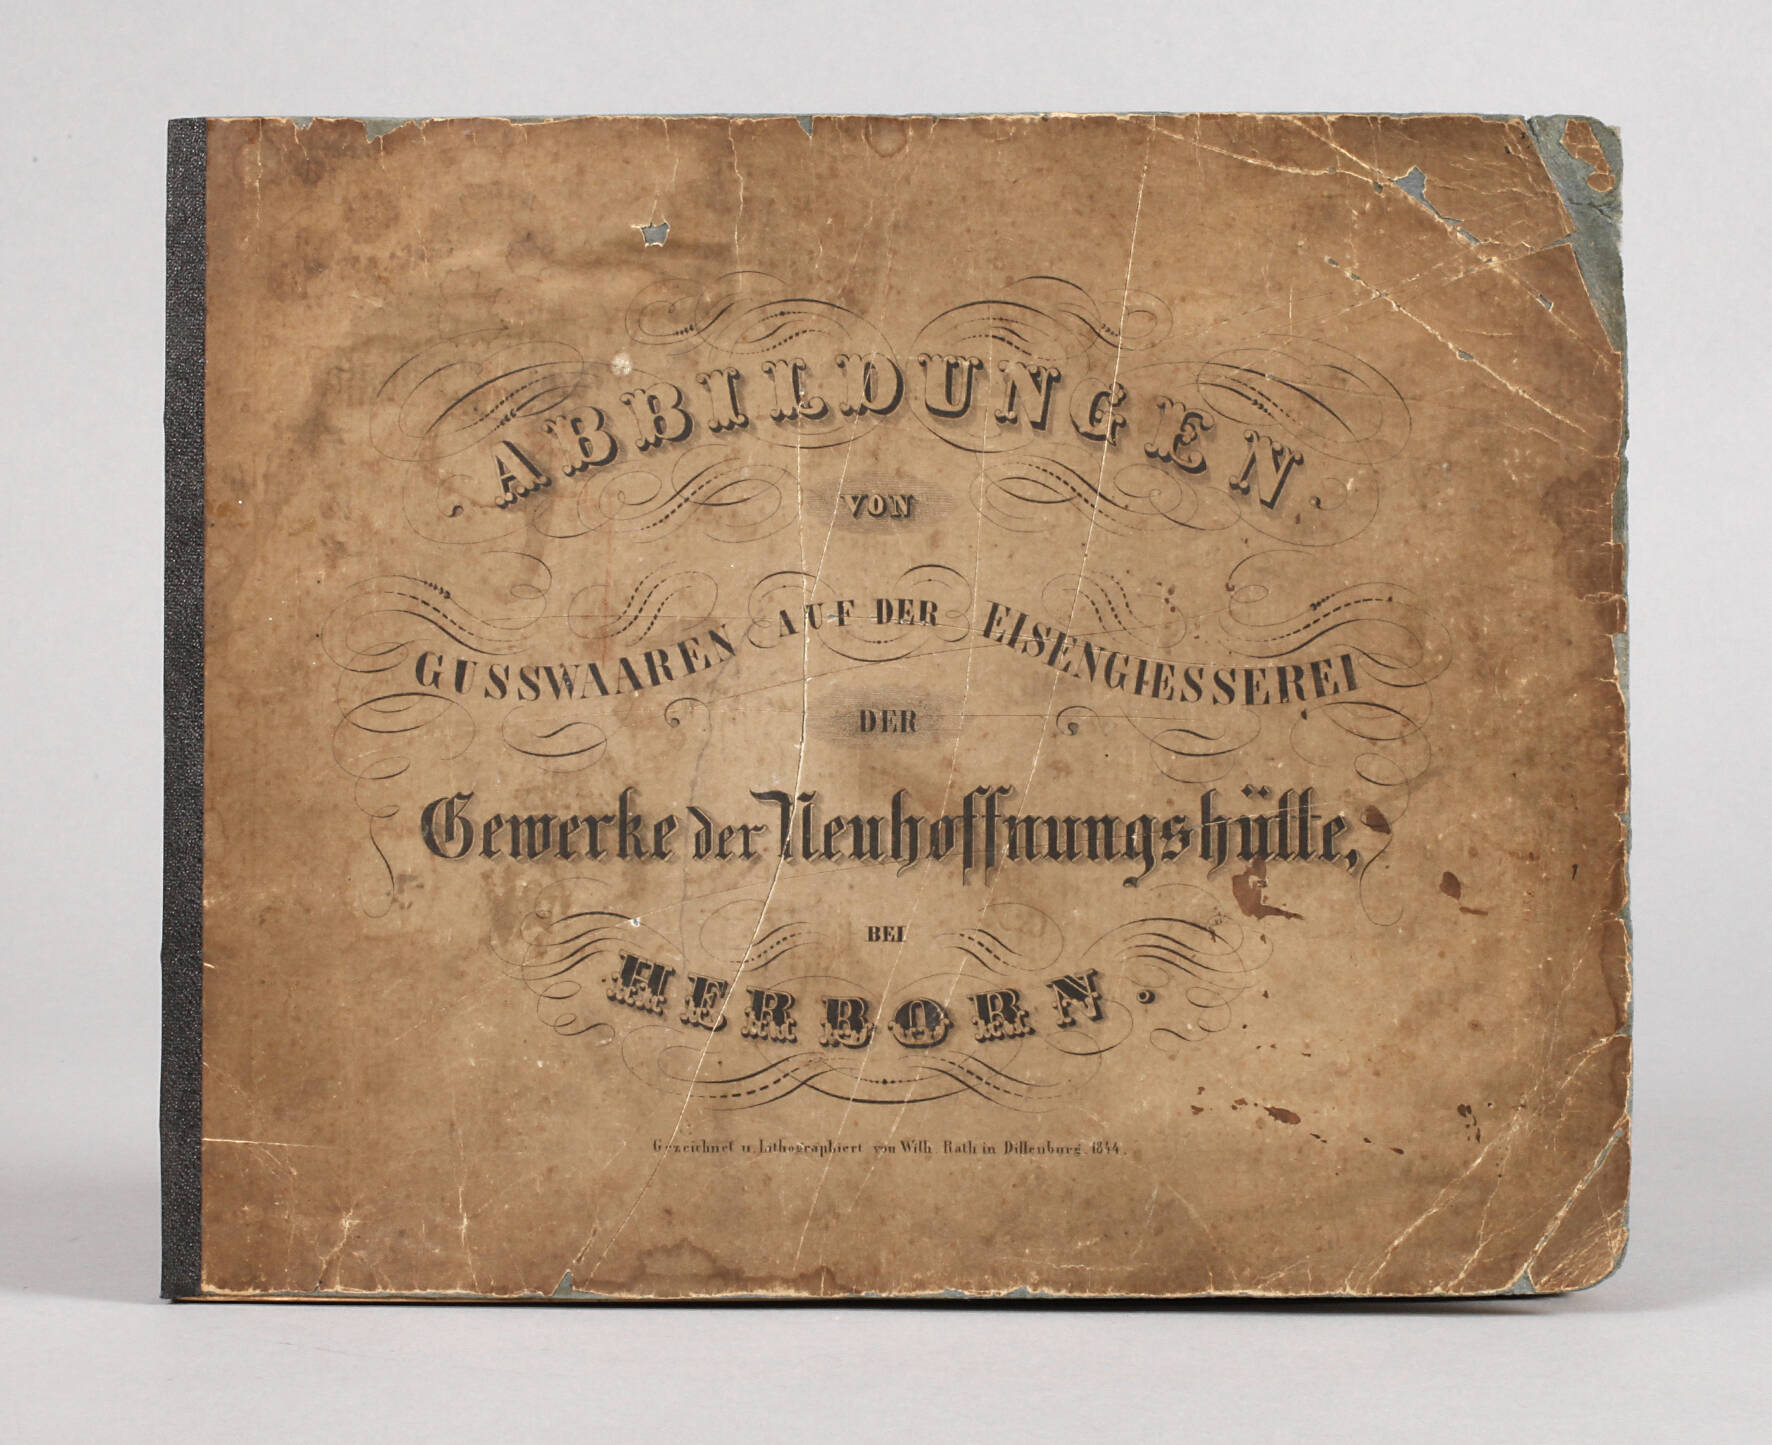 ABBILDUNGEN.
VON
GUSSWAAREN AUF DER EISENGIESSEREI
DER
Gewerke der Neuhoffnungshütte,
BEI
HERBORN.
Gezeichnet u. Lithographiert von Wilh. Rath in Dillenburg. 1844.